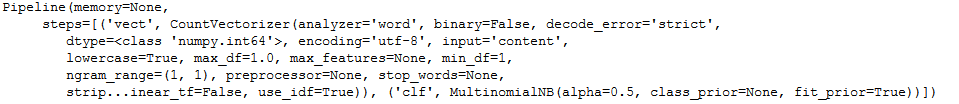 Pipeline(memory=None,
     steps=[('vect', CountVectorizer(analyzer='word', binary=False, decode_error='strict',
        dtype=<class 'numpy.int64'>, encoding='utf-8', input='content',
        lowercase=True, max_df=1.0, max_features=None, min_df=1,
        ngram_range=(1, 1), preprocessor=None, stop_words=None,
        strip...inear_tf=False, use_idf=True)), ('clf', MultinomialNB(alpha=0.5, class_prior=None, fit_prior=True))])